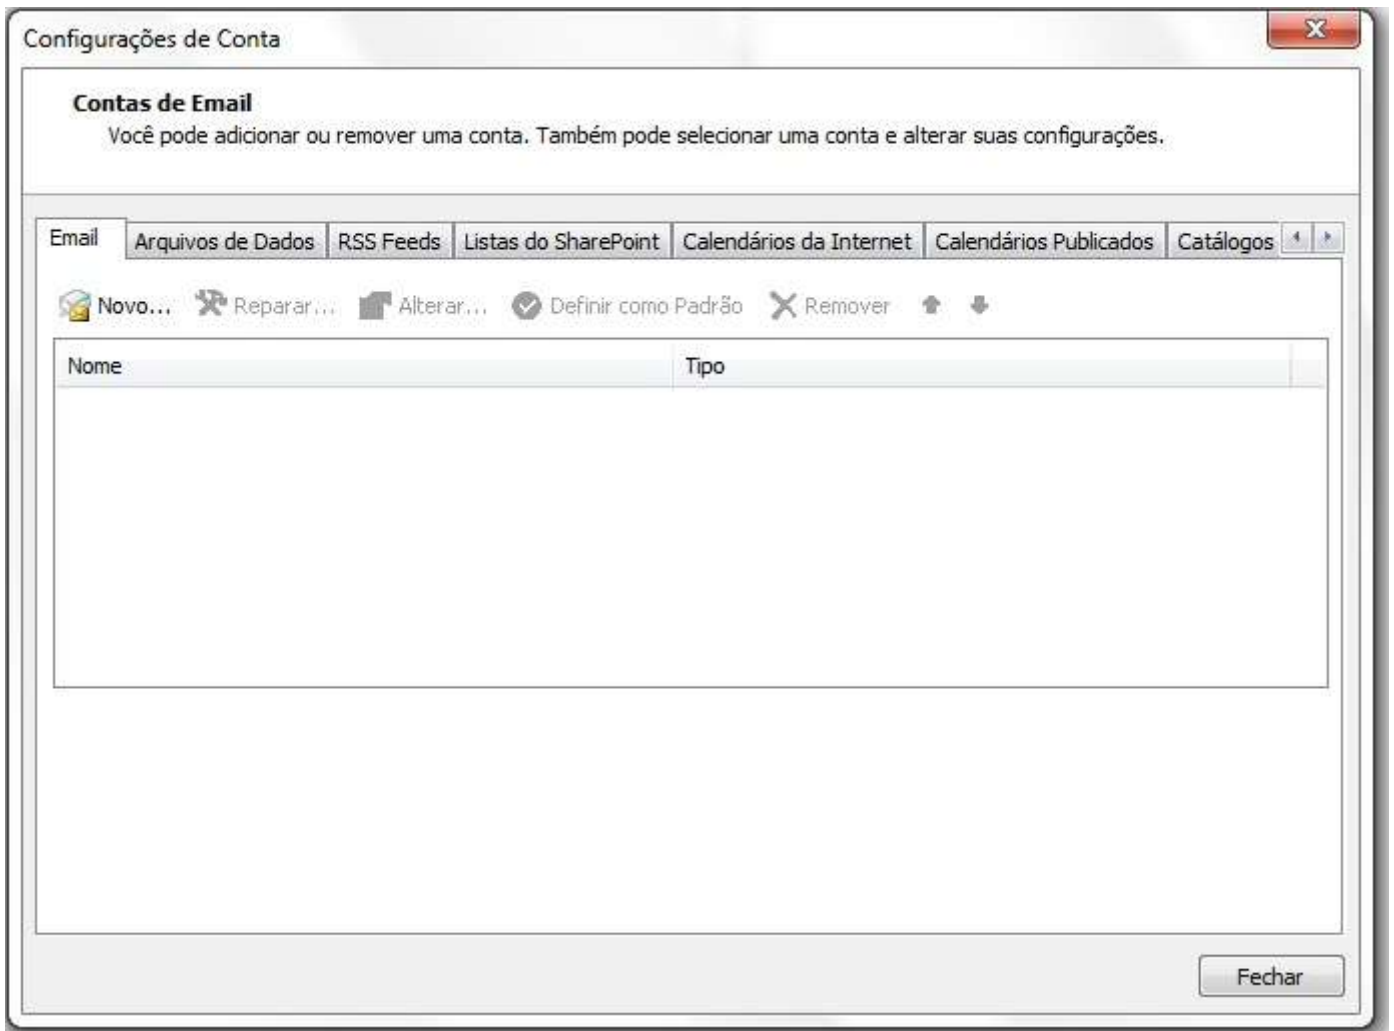 Configurações de Conta
Contas de Email
Você pode adicionar ou remover uma conta. Também pode selecionar uma conta e alterar suas configurações.
Email Arquivos de Dados RSS Feeds Listas do SharePoint Calendários da Internet Calendários Publicados Catálogos
Novo... Reparar... Alterar... Definir como Padrão Remover
Nome Tipo
Fechar